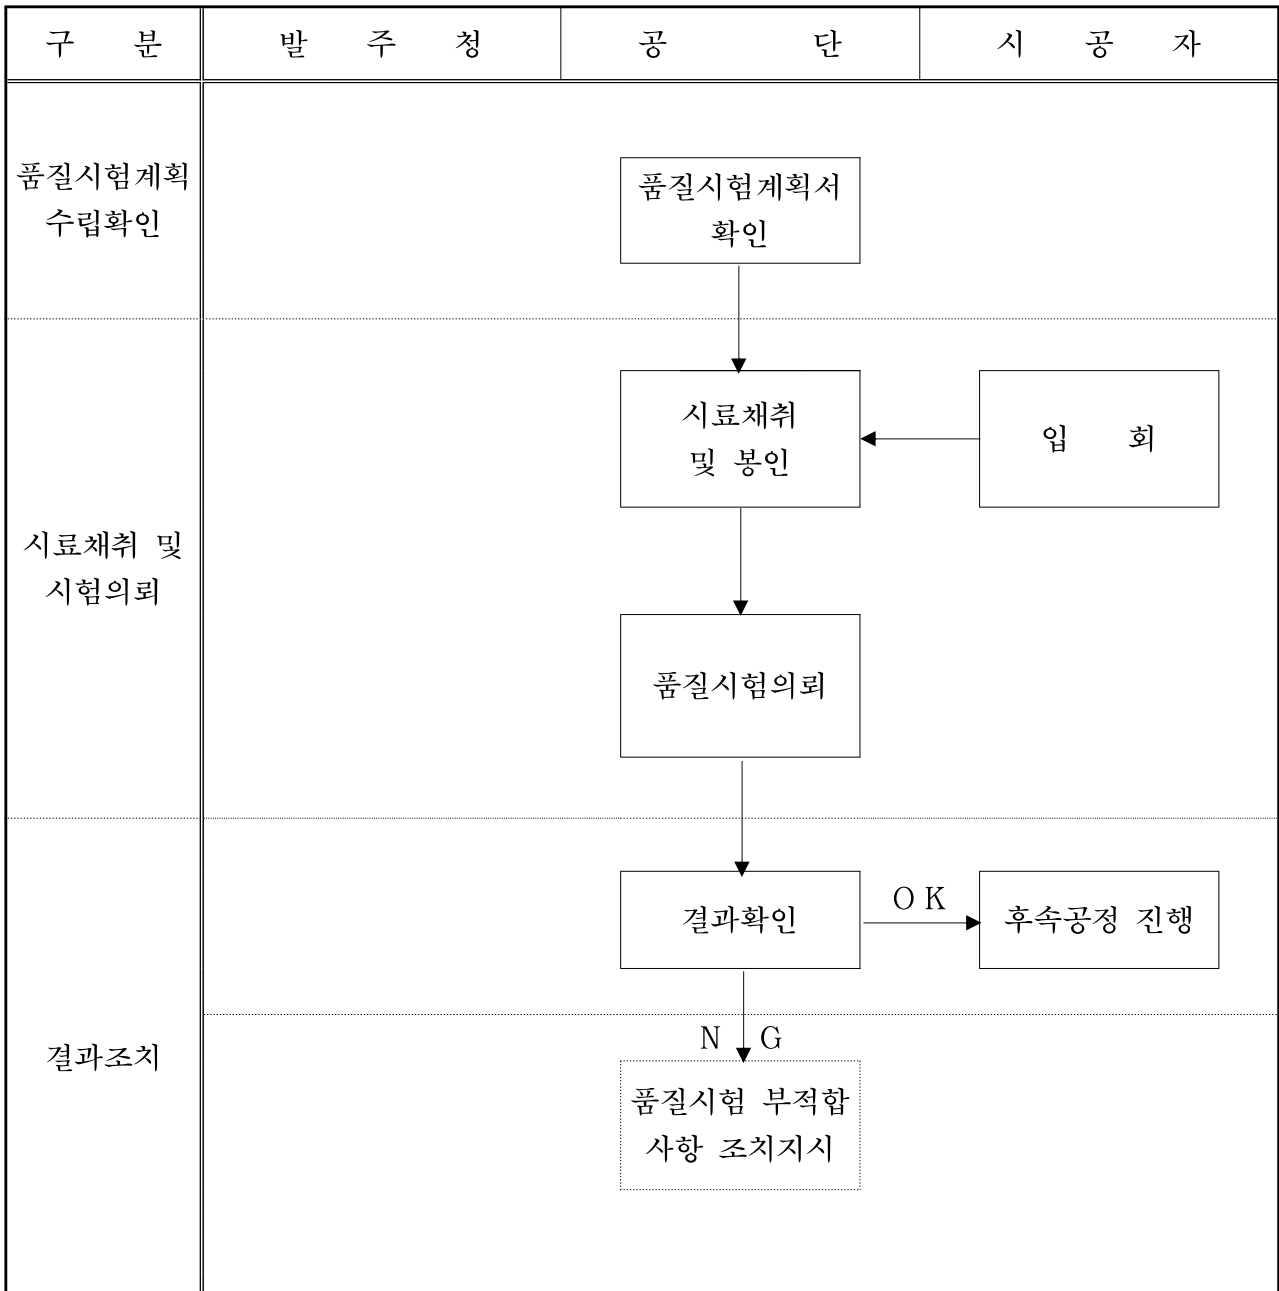 구 분 발 주 청 공 단 시 공 자
품질시험계획
수립확인
품질시험계획서
확인
시료채취 및
시험의뢰
시료채취
및 봉인
입 회
품질시험의뢰
결과조치
결과확인
O K
후속공정 진행
N G
품질시험 부적합
사항 조치지시